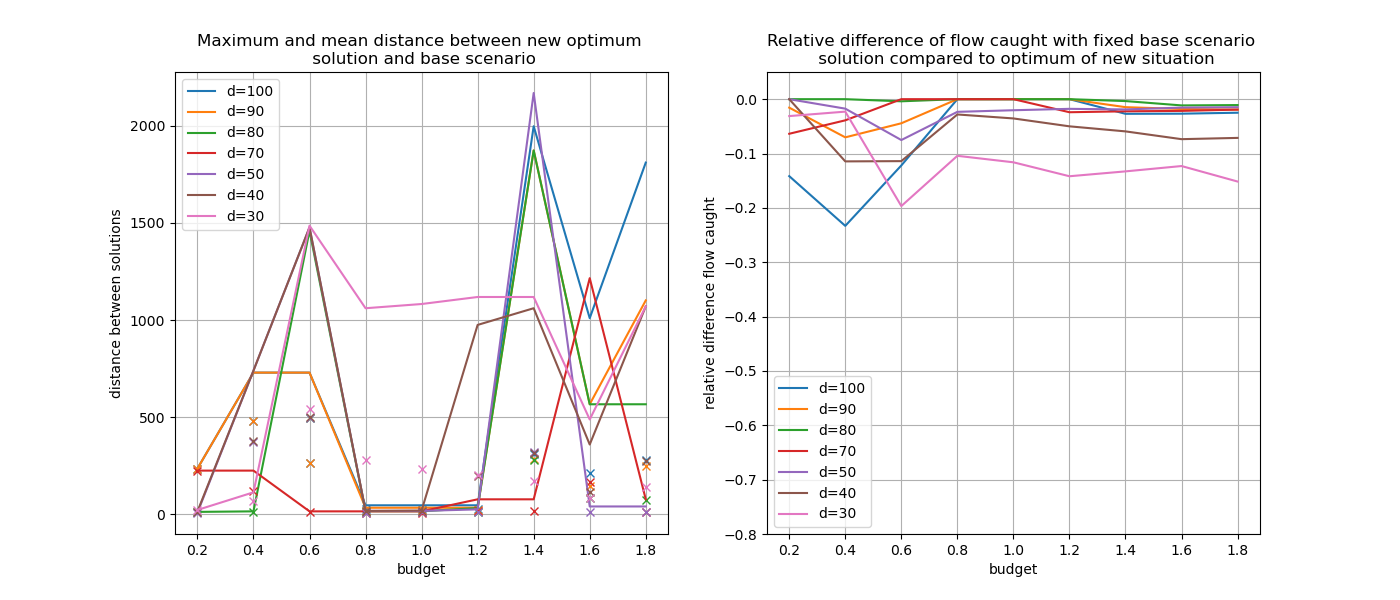 Maximum and mean distance between new optimum
solution and base scenario
distance between solutions
2000
1500
1000
500
0
d=100
d=90
d=80
d=70
d=50
d=40
d=30
0.2 0.4 0.6 0.8 1.0 1.2 1.4 1.6 1.8
budget
Relative difference of flow caught with fixed base scenario
solution compared to optimum of new situation
relative difference flow caught
0.0
−0.1
−0.2
−0.3
−0.4
−0.5
−0.6
−0.7
−0.8
d=100
d=90
d=80
d=70
d=50
d=40
d=30
0.2 0.4 0.6 0.8 1.0 1.2 1.4 1.6 1.8
budget